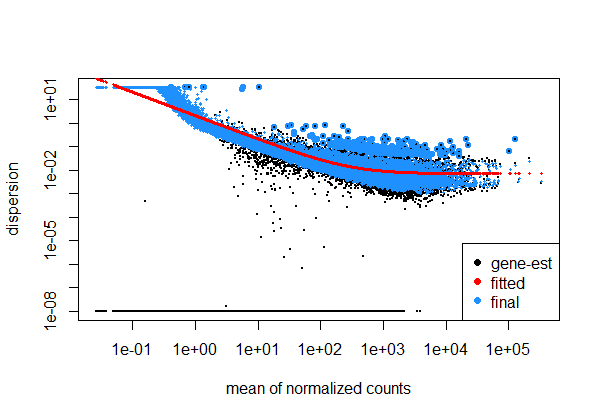 1e+01
1e-02
1e-05
1e-08
dispersion
1e-01 1e+00 1e+01 1e+02 1e+03 1e+04 1e+05
mean of normalized counts
gene-est
fitted
final